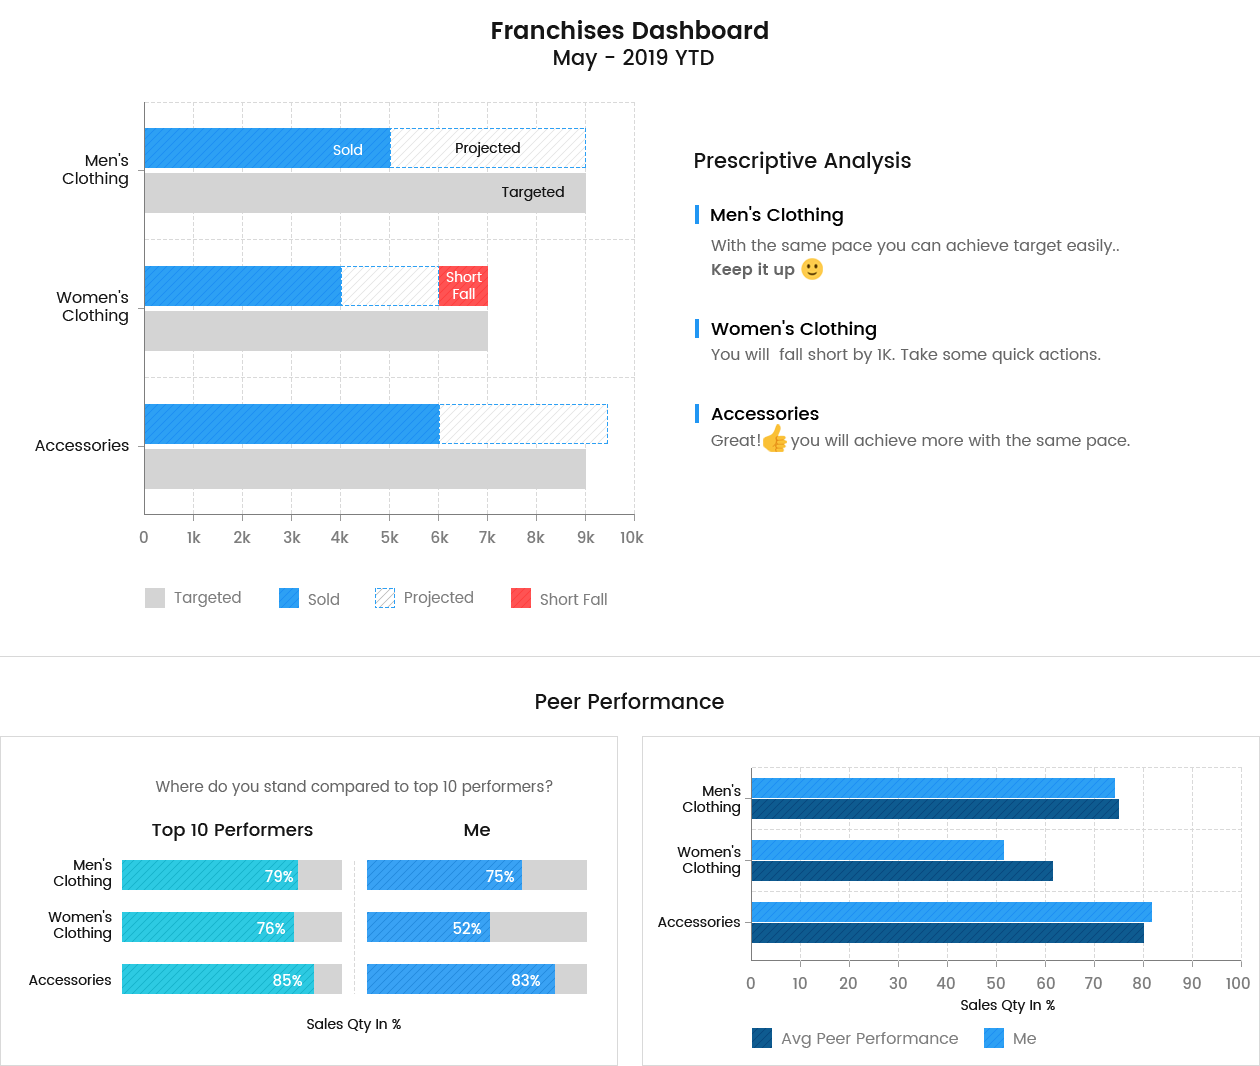 Franchises Dashboard
May - 2019 YTD
Men's
Clothing
Sold
Projected
Targeted
Women's
Clothing
Short
Fall
Accessories
0 1k 2k 3k 4k 5k 6k 7k 8k 9k 10k
Targeted Sold Projected Short Fall
Prescriptive Analysis
Men's Clothing
With the same pace you can achieve target easily..
Keep it up
Women's Clothing
You will fall short by 1K. Take some quick actions.
Accessories
Great! you will achieve more with the same pace.
Peer Performance
Where do you stand compared to top 10 performers?
Top 10 Performers Me
Men's
Clothing
79% 75%
Women's
Clothing
76% 52%
Accessories 85% 83%
Sales Qty In %
Men's
Clothing
Women's
Clothing
Accessories
0 10 20 30 40 50 60 70 80 90 100
Sales Qty In %
Avg Peer Performance Me